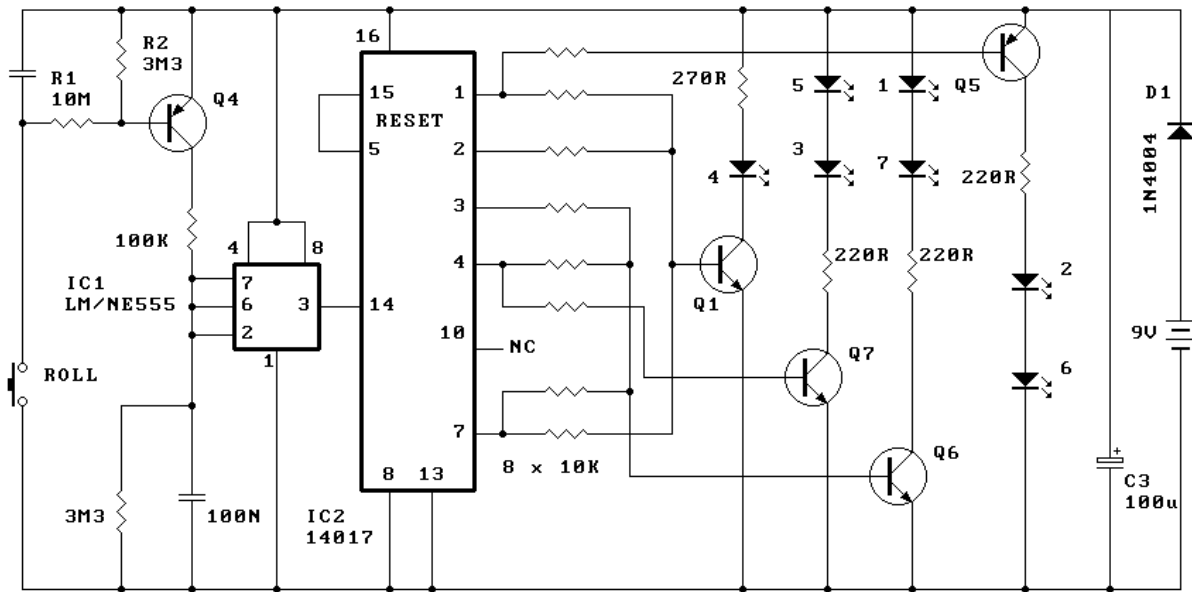 R1
10M
R2
3M3
Q4
100K
IC1
LM/NE555
4
8
7
6
2
3
1
ROLL
3M3
100N
16
15
RESET
5
14
1
2
3
4
10
7
8
13
NC
IC2
14017
8 x 10K
270R
4
Q1
5
3
220R
Q7
1
7
220R
Q6
Q5
220R
2
6
D1
1N4004
9V
+
C3
100u